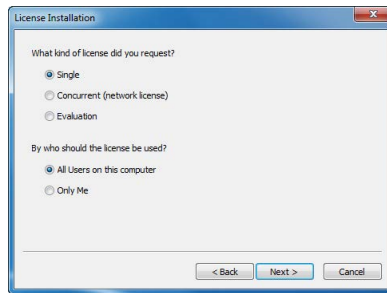 License Installation
What kind of license did you request?
Single
Concurrent (network license)
Evaluation
By who should the license be used?
All Users on this computer
Only Me
< Back Next > Cancel